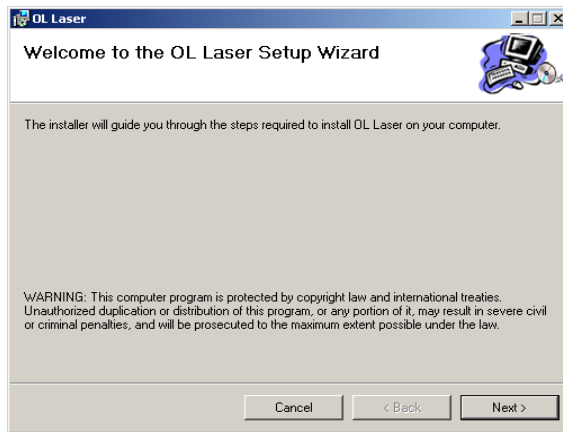 OL Laser
Welcome to the OL Laser Setup Wizard
The installer will guide you through the steps required to install OL Laser on your computer.
WARNING: This computer program is protected by copyright law and international treaties.
Unauthorized duplication or distribution of this program, or any portion of it, may result in severe civil
or criminal penalties, and will be prosecuted to the maximum extent possible under the law.
Cancel
< Back
Next >